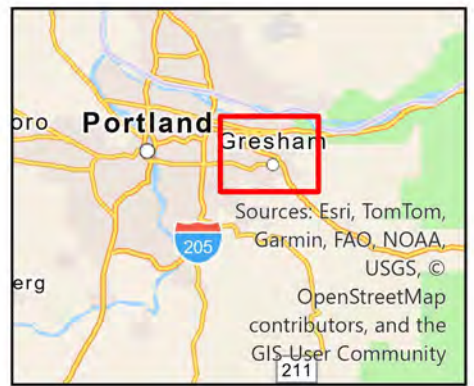 oro
Portland
Gresham
Sources: Esri, TomTom,
Garmin, FAO, NOAA,
USGS, ©
OpenStreetMap
contributors, and the
GIS User Community
205
erg
211